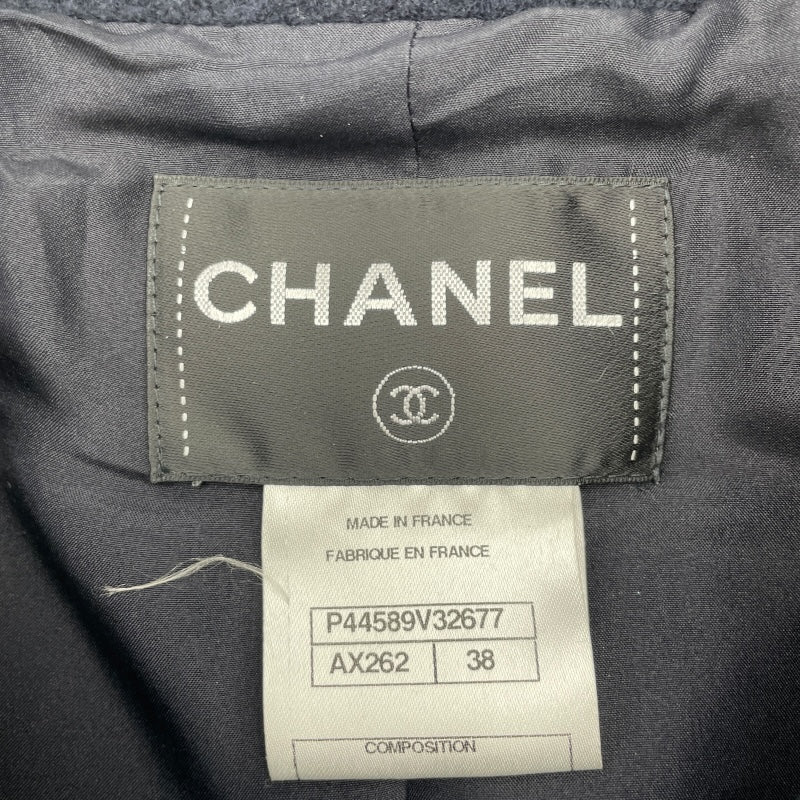 CHANEL
MADE IN FRANCE
FABRIQUE EN FRANCE
P44589V32677
AX262 38
COMPOSITION